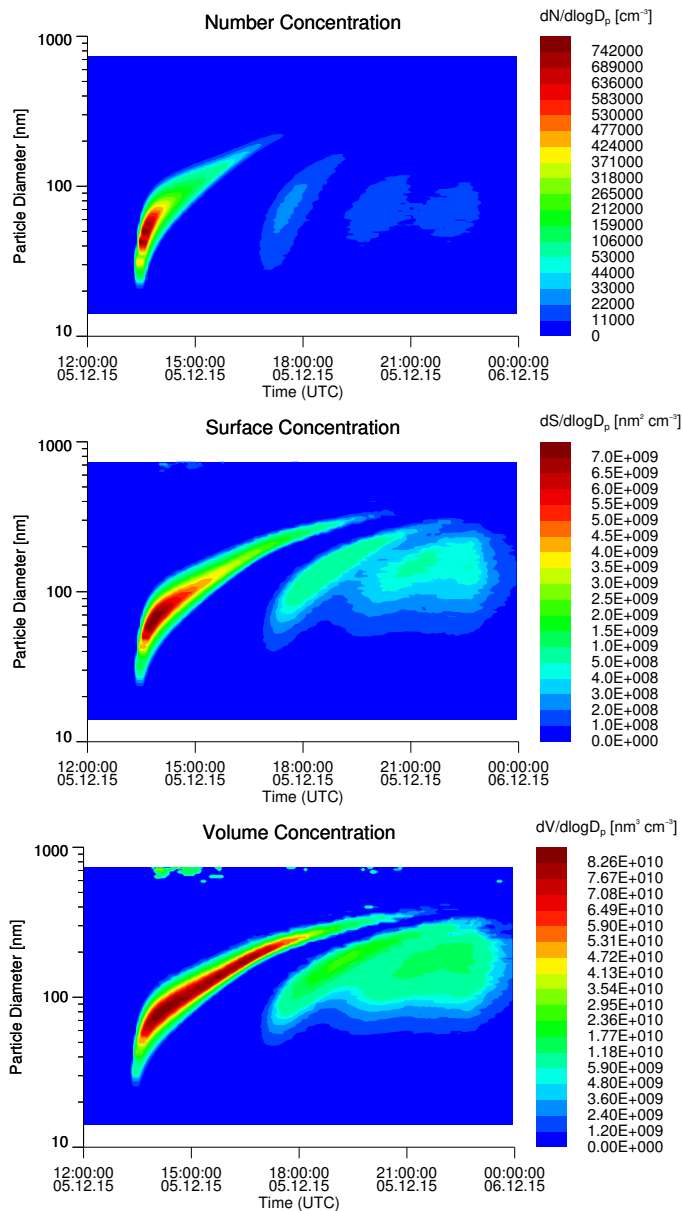 Number Concentration
dN/dlogDp [cm⁻³]
1000
100
10
Particle Diameter [nm]
742000
689000
636000
583000
530000
477000
424000
371000
318000
265000
212000
159000
106000
53000
44000
33000
22000
11000
0
12:00:00 15:00:00 18:00:00 21:00:00 00:00:00
05.12.15 05.12.15 05.12.15 05.12.15 06.12.15
Time (UTC)
Surface Concentration
dS/dlogDp [nm² cm⁻³]
1000
100
10
Particle Diameter [nm]
7.0E+009
6.5E+009
6.0E+009
5.5E+009
5.0E+009
4.5E+009
4.0E+009
3.5E+009
3.0E+009
2.5E+009
2.0E+009
1.5E+009
1.0E+009
5.0E+008
4.0E+008
3.0E+008
2.0E+008
1.0E+008
0.0E+000
12:00:00 15:00:00 18:00:00 21:00:00 00:00:00
05.12.15 05.12.15 05.12.15 05.12.15 06.12.15
Time (UTC)
Volume Concentration
dV/dlogDp [nm³ cm⁻³]
1000
100
10
Particle Diameter [nm]
8.26E+010
7.67E+010
7.08E+010
6.49E+010
5.90E+010
5.31E+010
4.72E+010
4.13E+010
3.54E+010
2.95E+010
2.36E+010
1.77E+010
1.18E+010
5.90E+009
4.80E+009
3.60E+009
2.40E+009
1.20E+009
0.00E+000
12:00:00 15:00:00 18:00:00 21:00:00 00:00:00
05.12.15 05.12.15 05.12.15 05.12.15 06.12.15
Time (UTC)